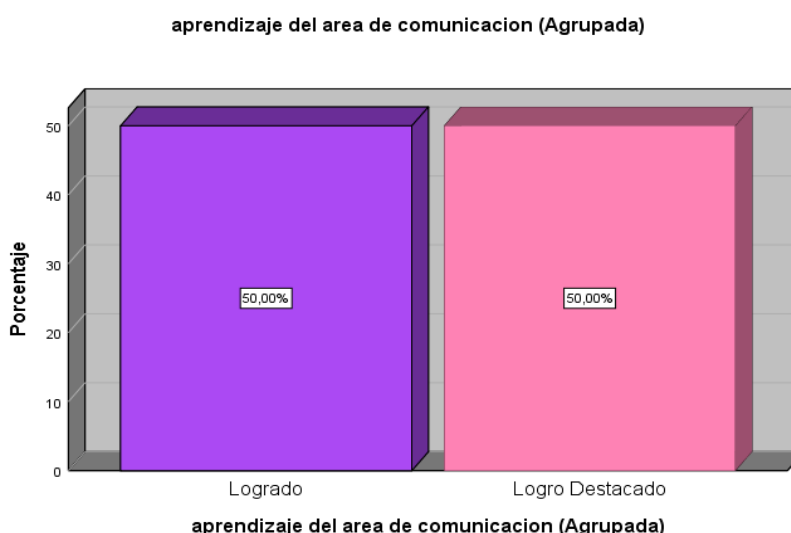 aprendizaje del area de comunicacion (Agrupada)
Porcentaje
50
40
30
20
10
0
50,00%
50,00%
Logrado
Logro Destacado
aprendizaje del area de comunicacion (Agrupada)